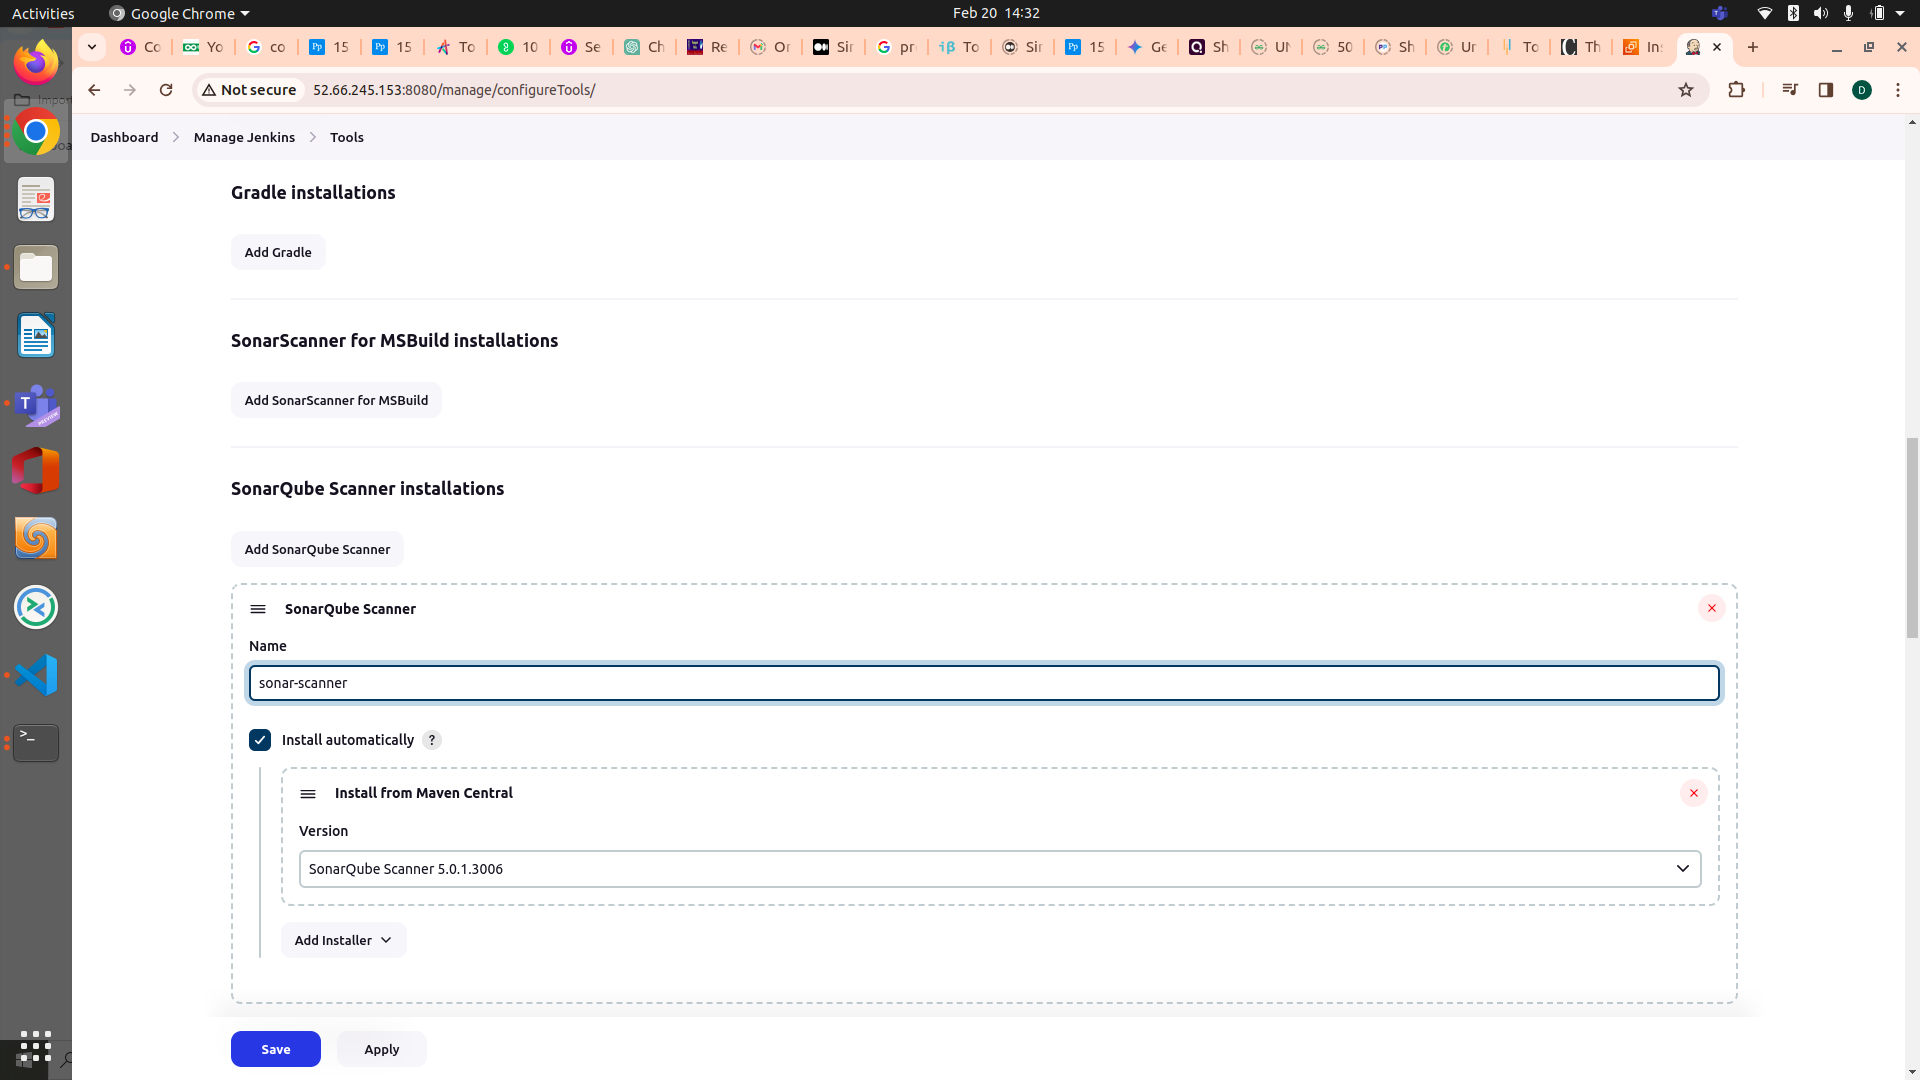 Activities Google Chrome Feb 20 14:32
Co Yo co 15 15 To 10 Se Ch Re Or Sir pr To Sir 15 Ge Sh UN 50 Sh Ur To Th Ins
Not secure 52.66.245.153:8080/manage/configureTools/ D
Dashboard Manage Jenkins Tools
Gradle installations
Add Gradle
SonarScanner for MSBuild installations
Add SonarScanner for MSBuild
SonarQube Scanner installations
Add SonarQube Scanner
SonarQube Scanner
Name
sonar-scanner
Install automatically ?
Install from Maven Central
Version
SonarQube Scanner 5.0.1.3006
Add Installer
Save Apply